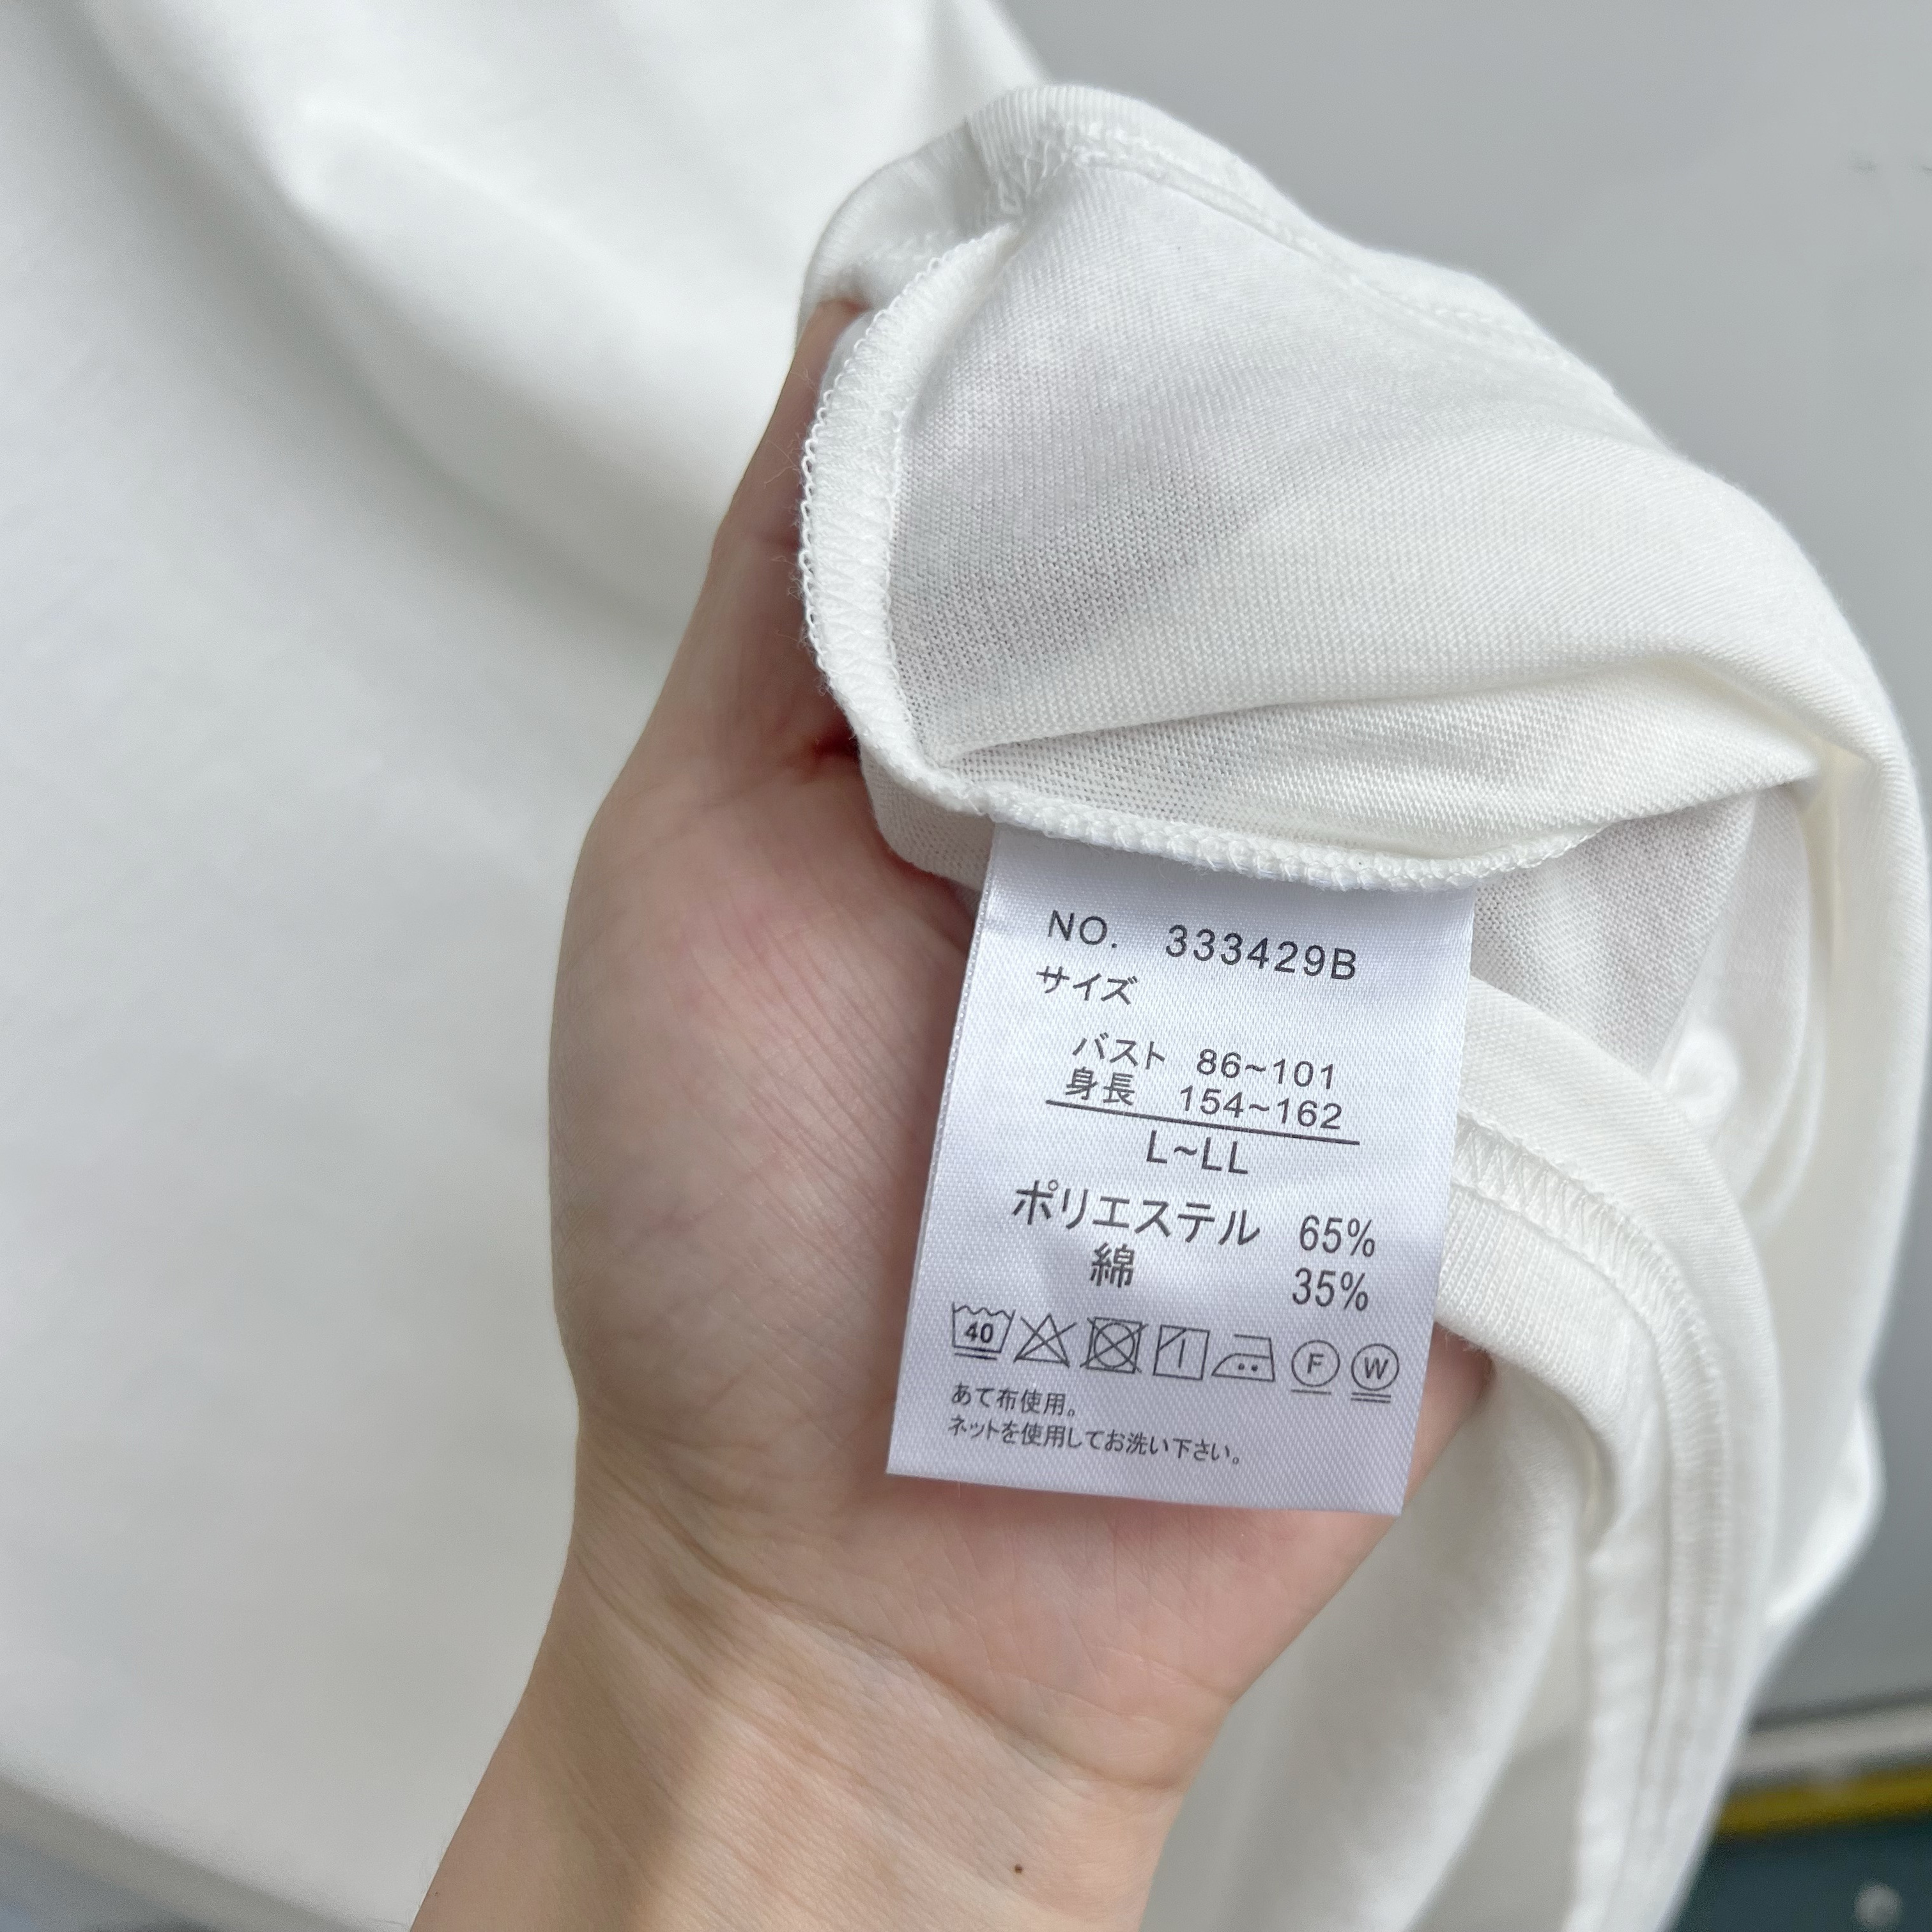 NO. 333429B
サイズ
バスト 86~101
身長 154~162
L~LL
ポリエステル 65%
綿 35%
40 F W
あて布使用。
ネットを使用してお洗い下さい。